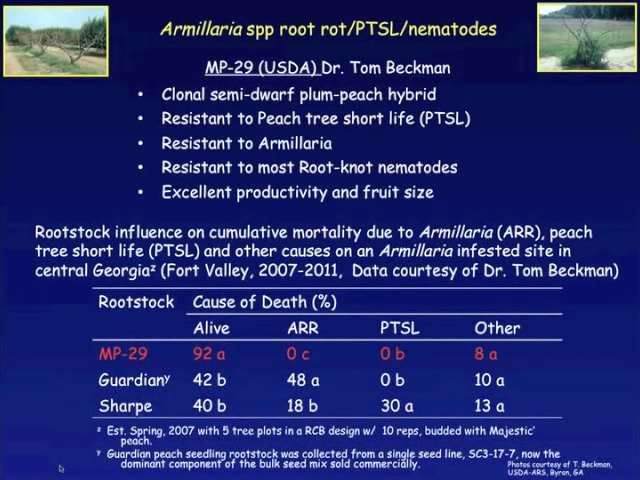 Armillaria spp root rot/PTSL/nematodes
MP-29 (USDA) Dr. Tom Beckman
• Clonal semi-dwarf plum-peach hybrid
• Resistant to Peach tree short life (PTSL)
• Resistant to Armillaria
• Resistant to most Root-knot nematodes
• Excellent productivity and fruit size
Rootstock influence on cumulative mortality due to Armillaria (ARR), peach
tree short life (PTSL) and other causes on an Armillaria infested site in
central Georgiaᶻ (Fort Valley, 2007-2011, Data courtesy of Dr. Tom Beckman)
Rootstock Cause of Death (%)
Alive ARR PTSL Other
MP-29 92 a 0 c 0 b 8 a
Guardianʸ 42 b 48 a 0 b 10 a
Sharpe 40 b 18 b 30 a 13 a
ᶻ Est. Spring, 2007 with 5 tree plots in a RCB design w/ 10 reps, budded with Majestic'
peach.
ʸ Guardian peach seedling rootstock was collected from a single seed line, SC3-17-7, now the
dominant component of the bulk seed mix sold commercially.
Photos courtesy of T. Beckman,
USDA-ARS, Byron, GA